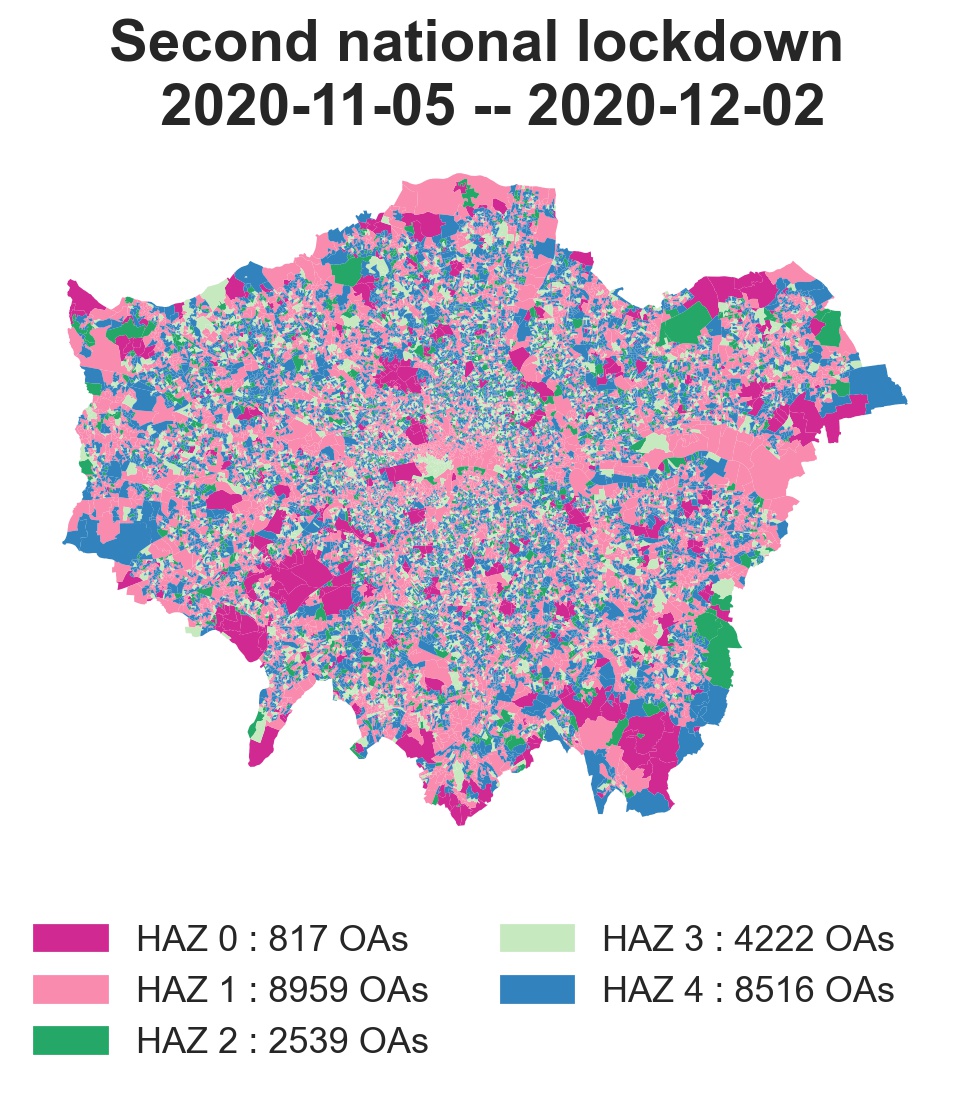 Second national lockdown
2020-11-05 -- 2020-12-02
HAZ 0 : 817 OAs
HAZ 1 : 8959 OAs
HAZ 2 : 2539 OAs
HAZ 3 : 4222 OAs
HAZ 4 : 8516 OAs